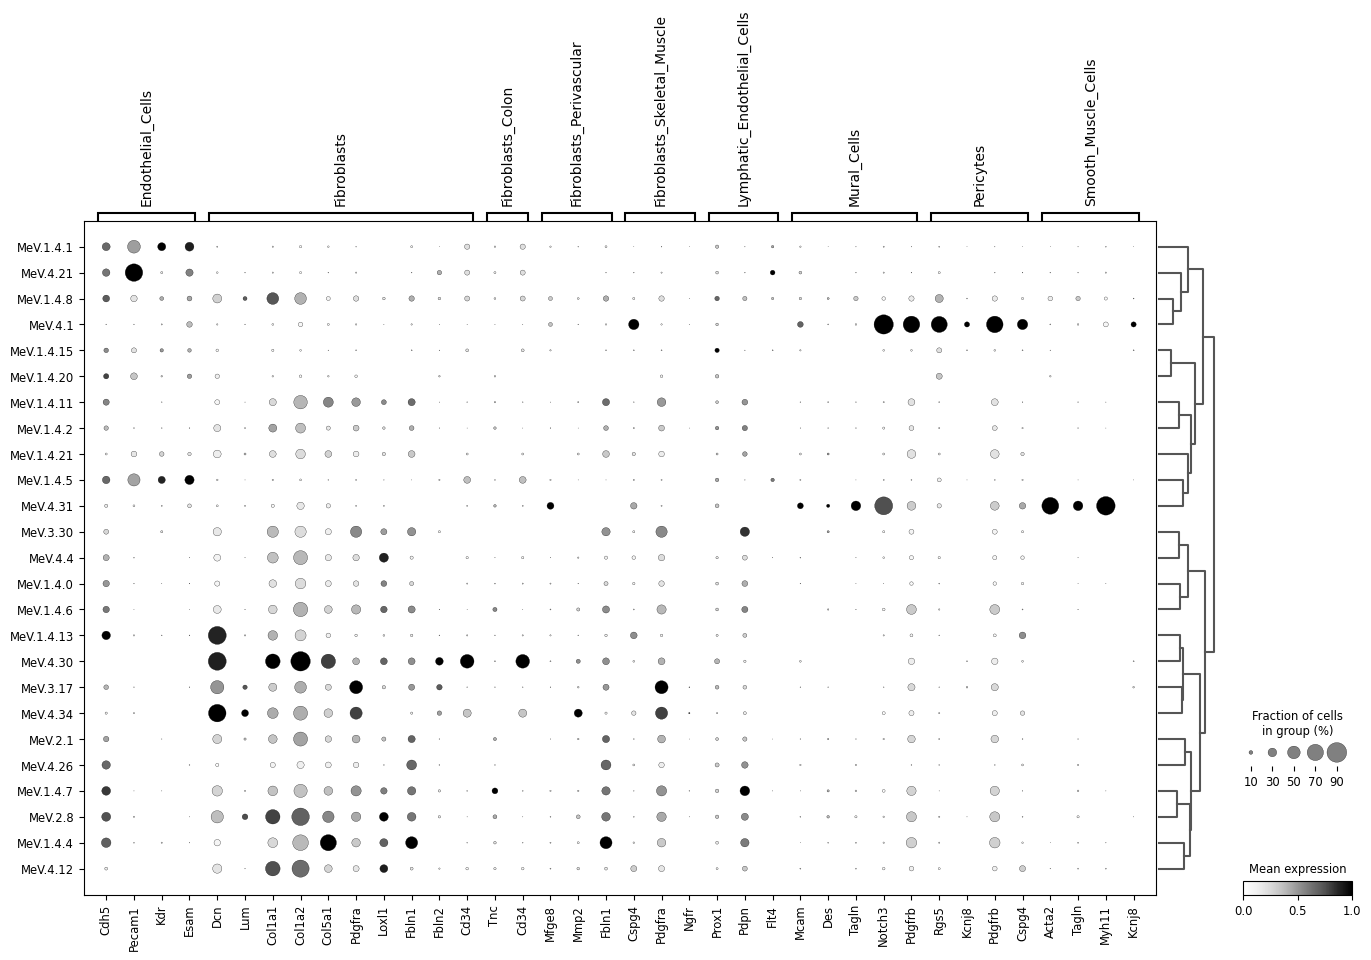 Endothelial_Cells
Fibroblasts
Fibroblasts_Colon
Fibroblasts_Perivascular
Fibroblasts_Skeletal_Muscle
Lymphatic_Endothelial_Cells
Mural_Cells
Pericytes
Smooth_Muscle_Cells
MeV.1.4.1
MeV.4.21
MeV.1.4.8
MeV.4.1
MeV.1.4.15
MeV.1.4.20
MeV.1.4.11
MeV.1.4.2
MeV.1.4.21
MeV.1.4.5
MeV.4.31
MeV.3.30
MeV.4.4
MeV.1.4.0
MeV.1.4.6
MeV.1.4.13
MeV.4.30
MeV.3.17
MeV.4.34
MeV.2.1
MeV.4.26
MeV.1.4.7
MeV.2.8
MeV.1.4.4
MeV.4.12
Cdh5
Pecam1
Kdr
Esam
Dcn
Lum
Col1a1
Col1a2
Col5a1
Pdgfra
Loxl1
Fbln1
Fbln2
Cd34
Tnc
Cd34
Mfge8
Mmp2
Fbln1
Cspg4
Pdgfra
Ngfr
Prox1
Pdpn
Flt4
Mcam
Des
Tagln
Notch3
Pdgfrb
Rgs5
Kcnj8
Pdgfrb
Cspg4
Acta2
Tagln
Myh11
Kcnj8
Fraction of cells
in group (%)
10 30 50 70 90
Mean expression
0.0 0.5 1.0